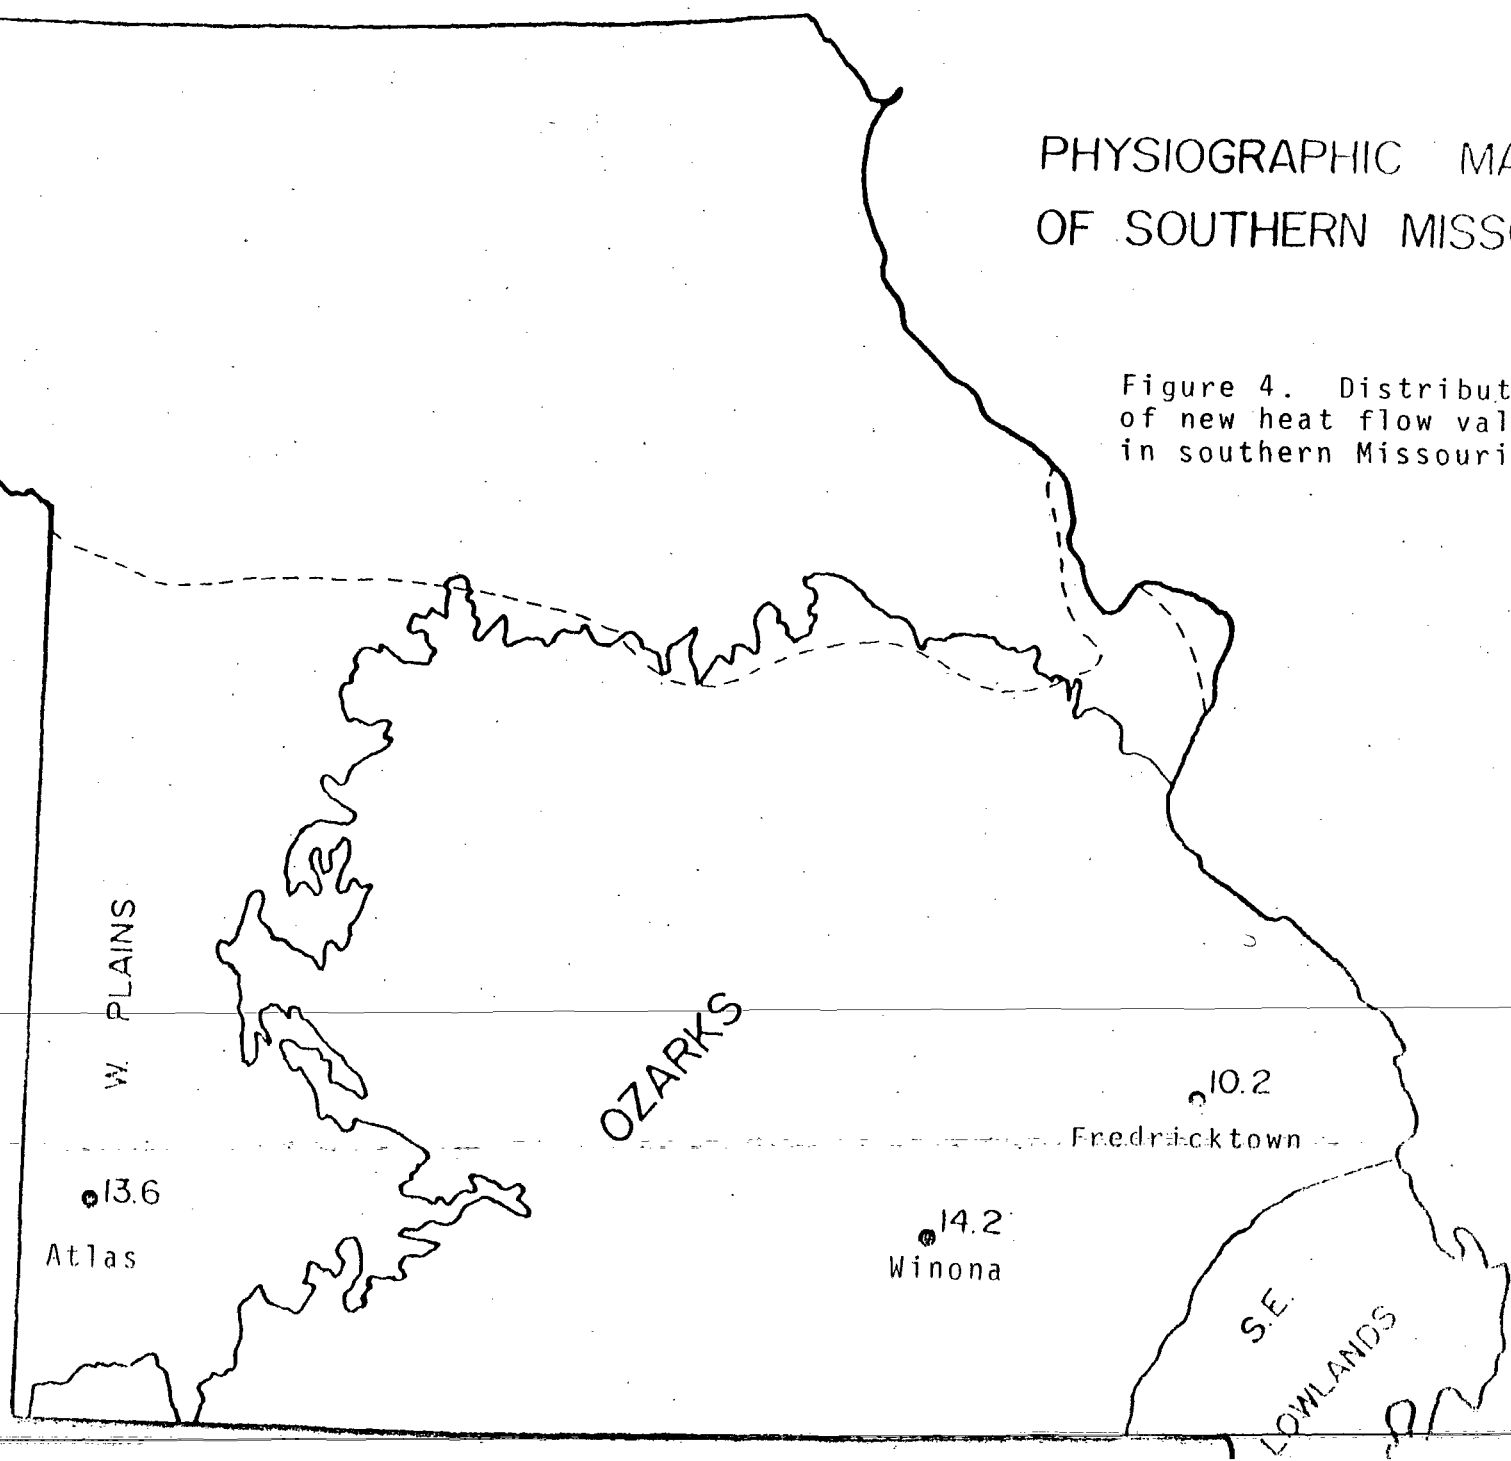 PHYSIOGRAPHIC MA
OF SOUTHERN MISSO
Figure 4. Distribut
of new heat flow val
in southern Missouri
W. PLAINS
OZARKS
10.2
Fredricktown
13.6
Atlas
14.2
Winona
S.E.
LOWLANDS